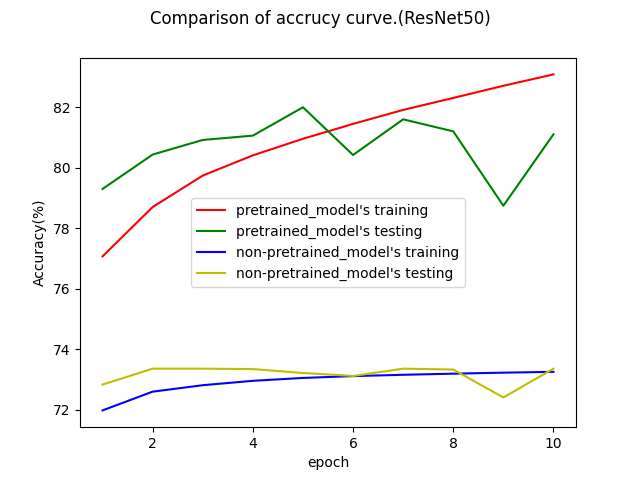 Comparison of accrucy curve.(ResNet50)
Accuracy(%)
82
80
78
76
74
72
pretrained_model's training
pretrained_model's testing
non-pretrained_model's training
non-pretrained_model's testing
2 4 6 8 10
epoch